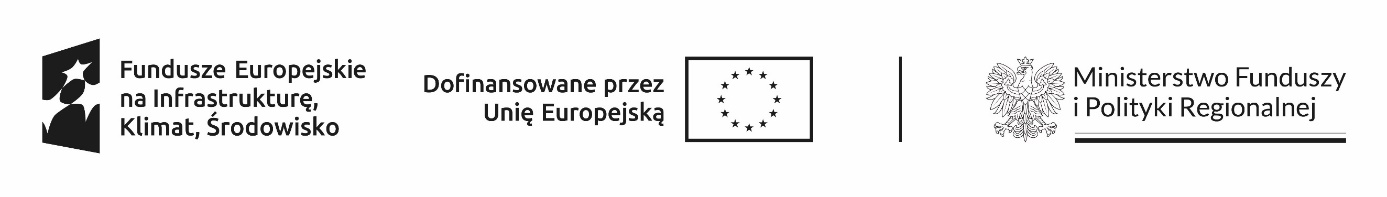 Fundusze Europejskie
na Infrastrukturę,
Klimat, Środowisko
Dofinansowane przez
Unię Europejską
Ministerstwo Funduszy
i Polityki Regionalnej